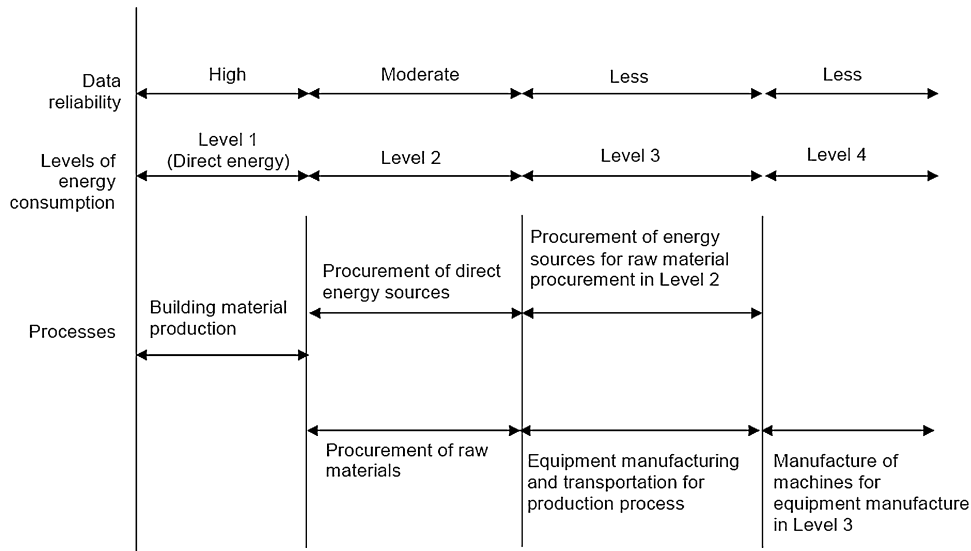 Data
reliability
High
Moderate
Less
Less
Levels of
energy
consumption
Level 1
(Direct energy)
Level 2
Level 3
Level 4
Processes
Building material
production
Procurement of direct
energy sources
Procurement of energy
sources for raw material
procurement in Level 2
Procurement of raw
materials
Equipment manufacturing
and transportation for
production process
Manufacture of
machines for
equipment manufacture
in Level 3